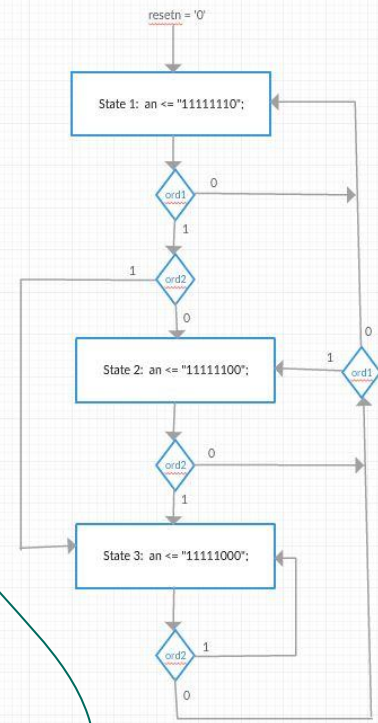 resetn = '0'
State 1: an <= "11111110";
ord1
0
1
ord2
1
0
State 2: an <= "11111100";
ord1
1
0
ord2
0
1
State 3: an <= "11111000";
ord2
1
0